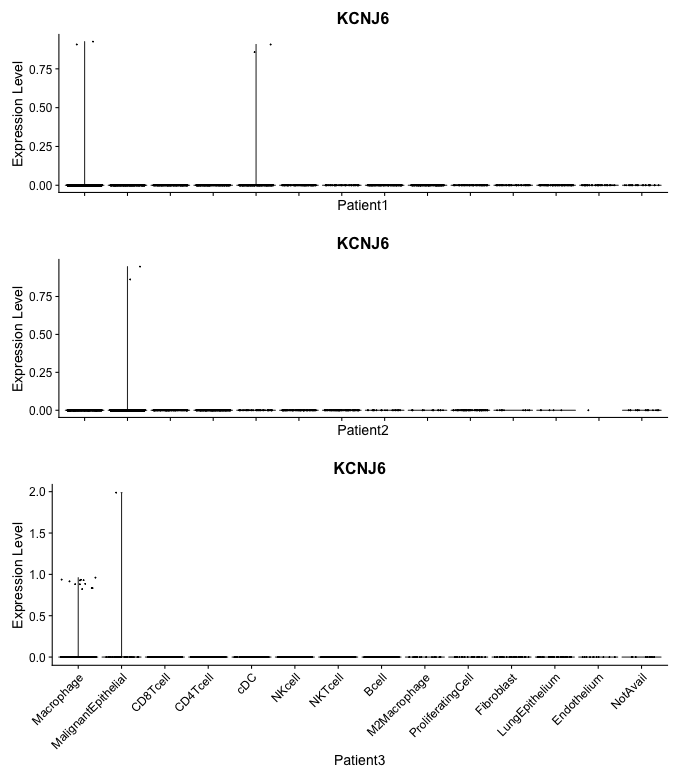 KCNJ6
Expression Level
0.75
0.50
0.25
0.00
Patient1
KCNJ6
Expression Level
0.75
0.50
0.25
0.00
Patient2
KCNJ6
Expression Level
2.0
1.5
1.0
0.5
0.0
Macrophage
MalignantEpithelial
CD8Tcell
CD4Tcell
cDC
NKcell
NKTcell
Bcell
M2Macrophage
ProliferatingCell
Fibroblast
LungEpithelium
Endothelium
NotAvail
Patient3